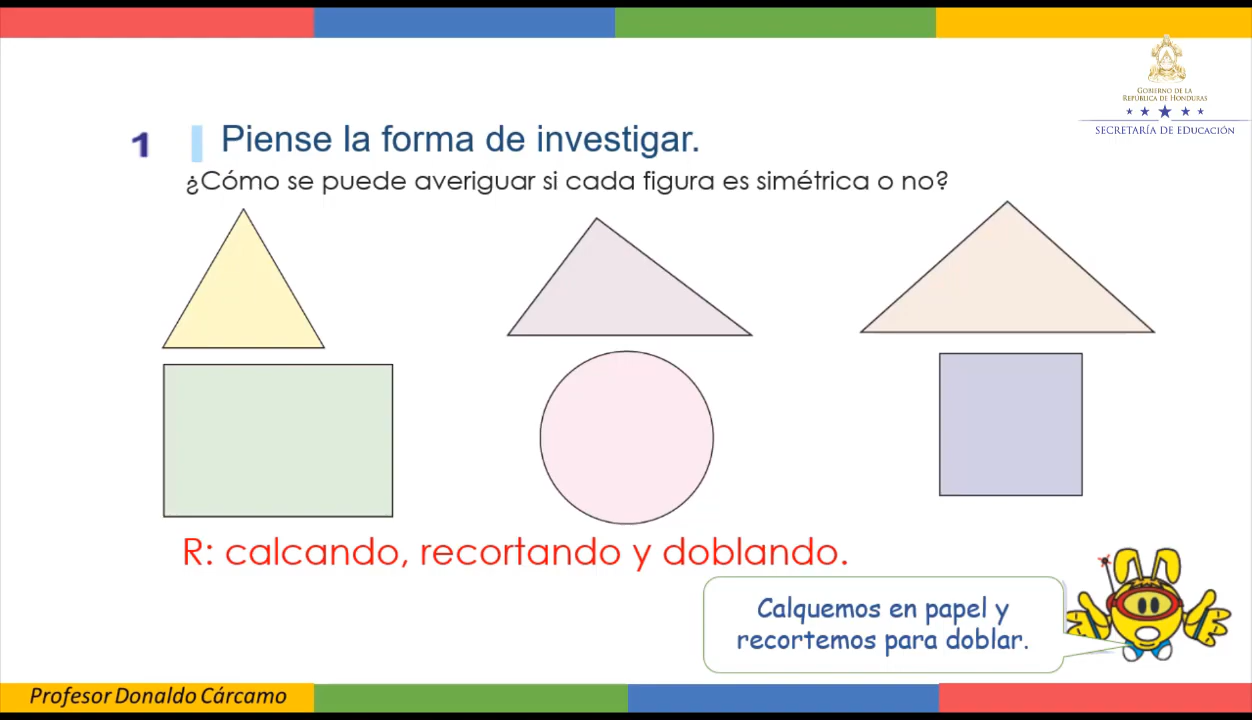 GOBIERNO DE LA
REPÚBLICA DE HONDURAS
SECRETARÍA DE EDUCACIÓN
1 Piense la forma de investigar.
¿Cómo se puede averiguar si cada figura es simétrica o no?
R: calcando, recortando y doblando.
Calquemos en papel y
recortemos para doblar.
Profesor Donaldo Cárcamo